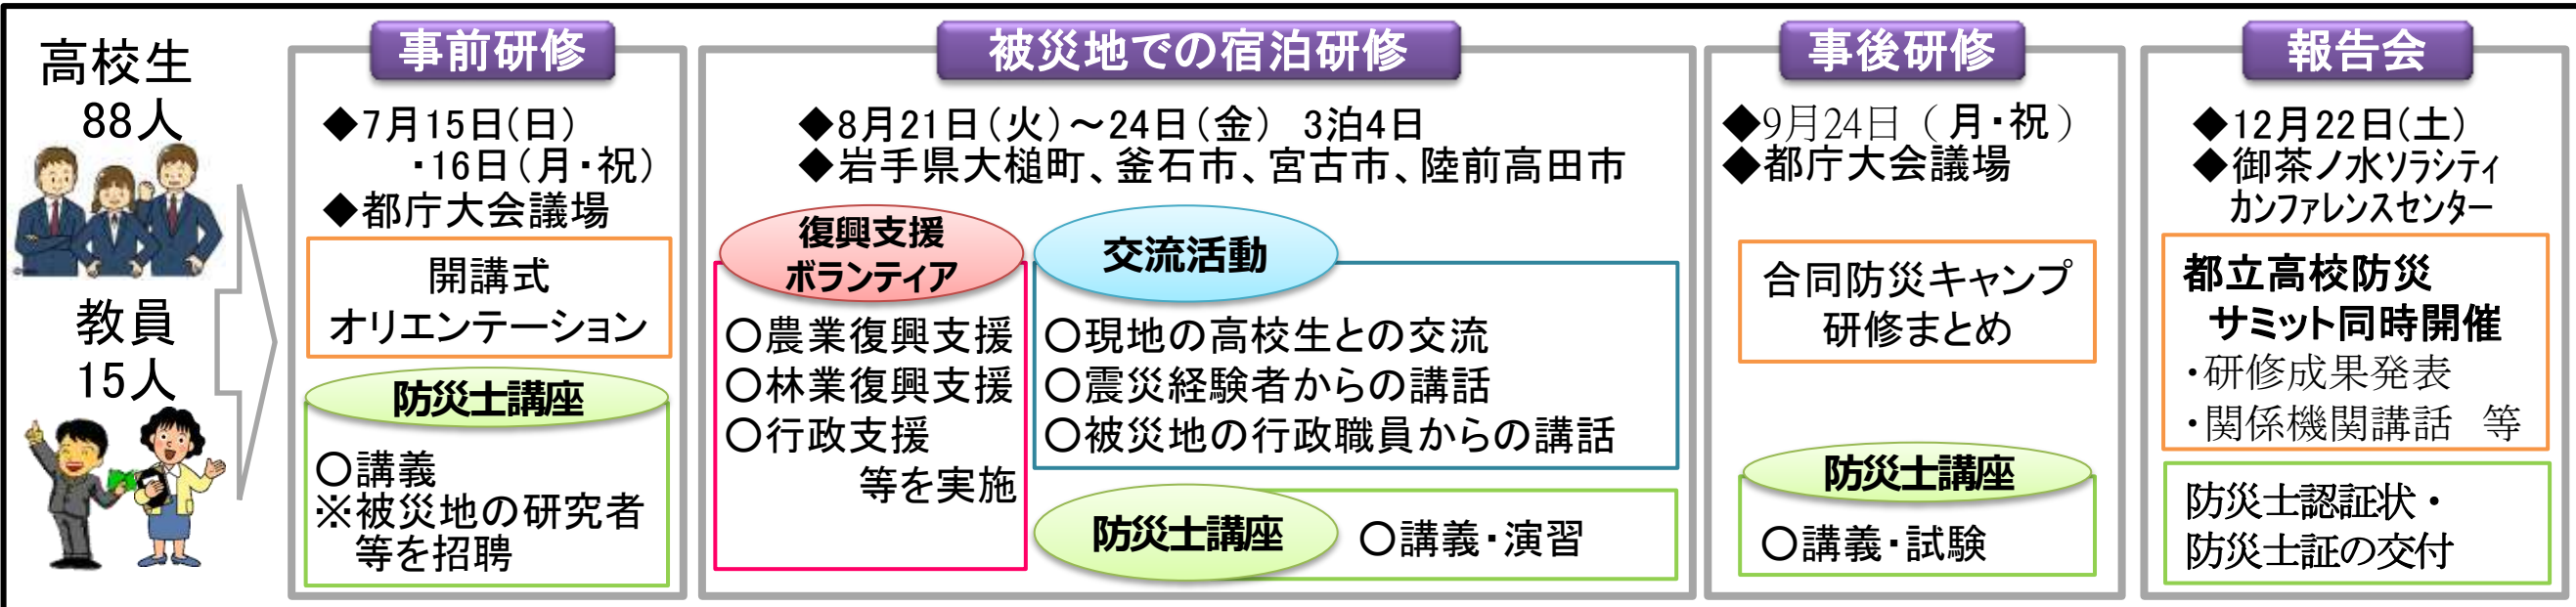 高校生
88人
教員
15人
事前研修
◆7月15日(日)
・16日(月・祝)
◆都庁大会議場
開講式
オリエンテーション
防災士講座
○講義
※被災地の研究者
等を招聘
被災地での宿泊研修
◆8月21日(火)～24日(金) 3泊4日
◆岩手県大槌町、釜石市、宮古市、陸前高田市
復興支援
ボランティア
○農業復興支援
○林業復興支援
○行政支援
等を実施
交流活動
○現地の高校生との交流
○震災経験者からの講話
○被災地の行政職員からの講話
防災士講座
○講義・演習
事後研修
◆9月24日(月・祝)
◆都庁大会議場
合同防災キャンプ
研修まとめ
防災士講座
○講義・試験
報告会
◆12月22日(土)
◆御茶ノ水ソラシティ
カンファレンスセンター
都立高校防災
サミット同時開催
・研修成果発表
・関係機関講話 等
防災士認証状・
防災士証の交付